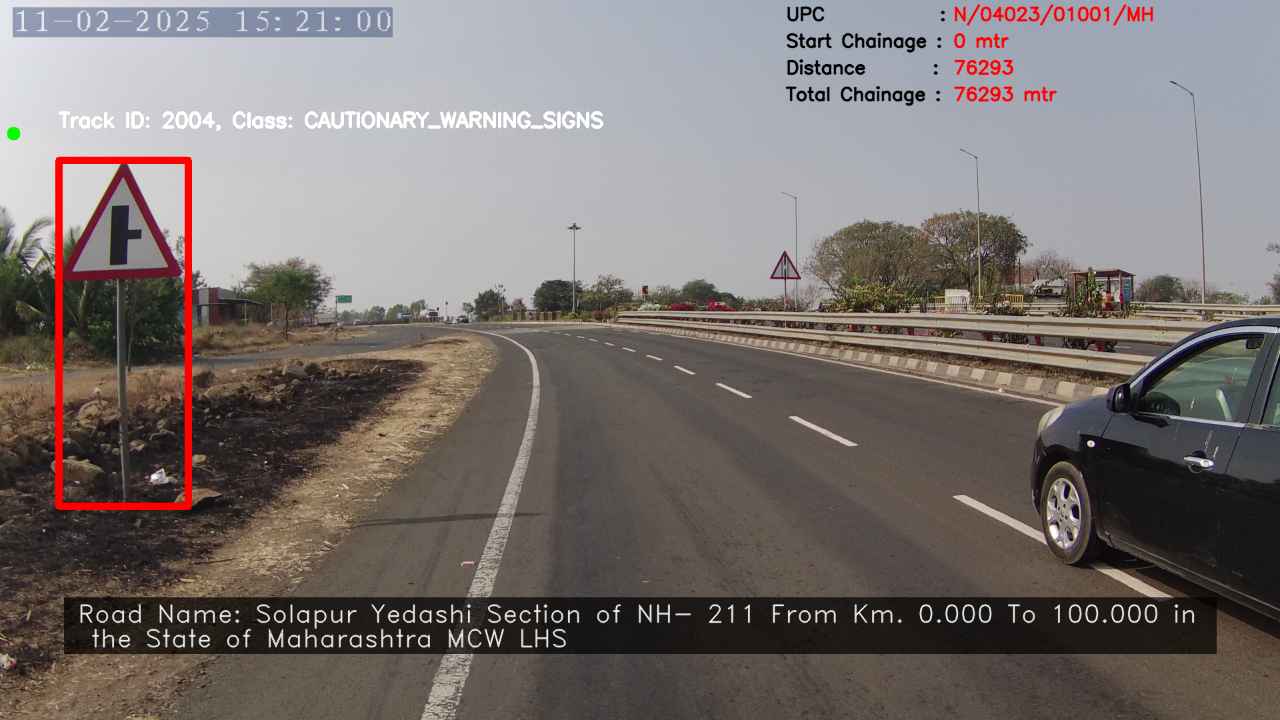 11-02-2025 15:21:00
UPC : N/04023/01001/MH
Start Chainage : 0 mtr
Distance : 76293
Total Chainage : 76293 mtr
Track ID: 2004, Class: CAUTIONARY_WARNING_SIGNS
Road Name: Solapur Yedashi Section of NH- 211 From Km. 0.000 To 100.000 in
the State of Maharashtra MCW LHS